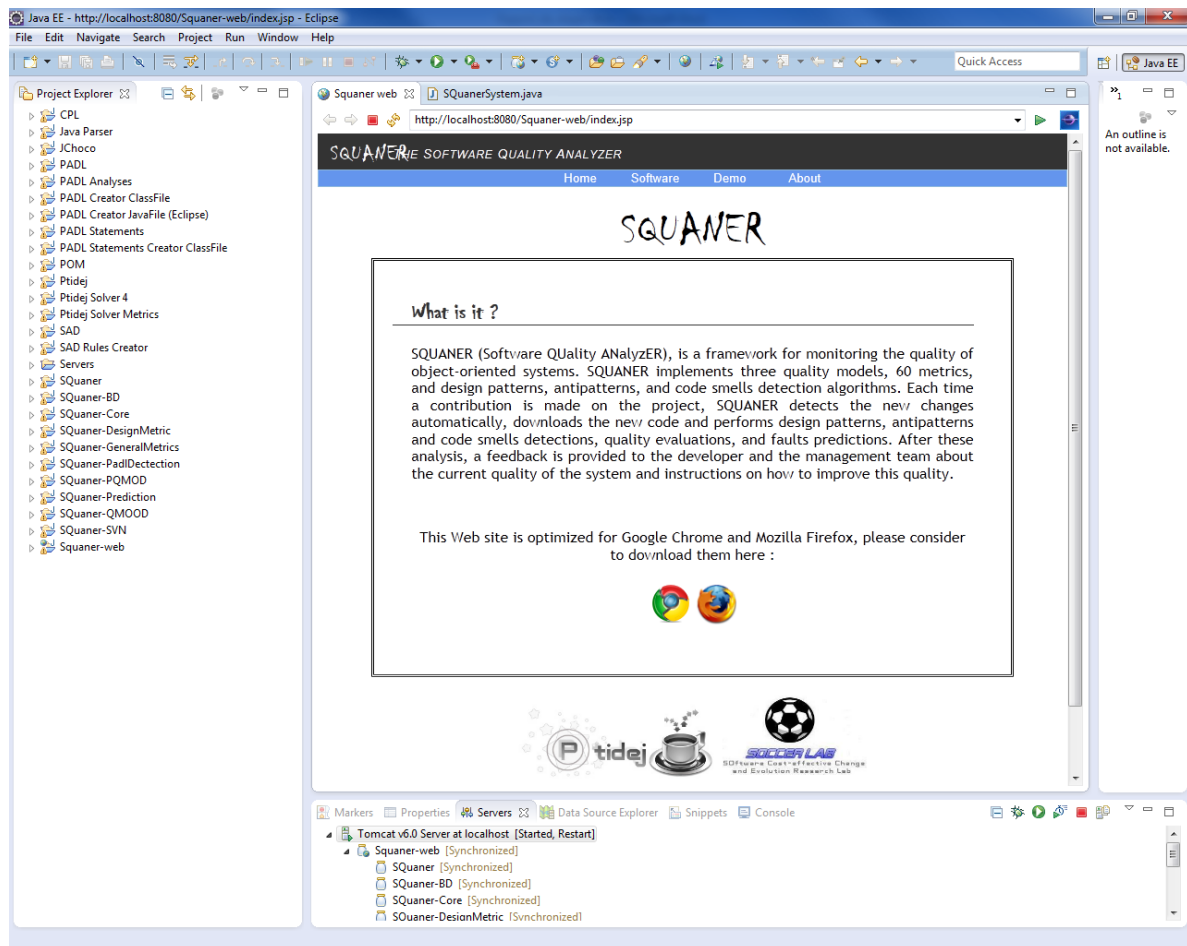 Java EE - http://localhost:8080/Squaner-web/index.jsp - Eclipse
File Edit Navigate Search Project Run Window Help
Quick Access
Java EE
Project Explorer
CPL
Java Parser
JChoco
PADL
PADL Analyses
PADL Creator ClassFile
PADL Creator JavaFile (Eclipse)
PADL Statements
PADL Statements Creator ClassFile
POM
Ptidej
Ptidej Solver 4
Ptidej Solver Metrics
SAD
SAD Rules Creator
Servers
SQuaner
SQuaner-BD
SQuaner-Core
SQuaner-DesignMetric
SQuaner-GeneralMetrics
SQuaner-PadlDectection
SQuaner-PQMOD
SQuaner-Prediction
SQuaner-QMOOD
SQuaner-SVN
Squaner-web
Squaner web
SQuanerSystem.java
http://localhost:8080/Squaner-web/index.jsp
SQUANER
HE SOFTWARE QUALITY ANALYZER
Home Software Demo About
SQUANER
What is it ?
SQUANER (Software QUality ANalyzER), is a framework for monitoring the quality of
object-oriented systems. SQUANER implements three quality models, 60 metrics,
and design patterns, antipatterns, and code smells detection algorithms. Each time
a contribution is made on the project, SQUANER detects the new changes
automatically, downloads the new code and performs design patterns, antipatterns
and code smells detections, quality evaluations, and faults predictions. After these
analysis, a feedback is provided to the developer and the management team about
the current quality of the system and instructions on how to improve this quality.
This Web site is optimized for Google Chrome and Mozilla Firefox, please consider
to download them here :
Ptidej
SOCCER LAB
SOftware Cost-effective Change
and Evolution Research Lab
»1
An outline is
not available.
Markers Properties Servers Data Source Explorer Snippets Console
Tomcat v6.0 Server at localhost [Started, Restart]
Squaner-web [Synchronized]
SQuaner [Synchronized]
SQuaner-BD [Synchronized]
SQuaner-Core [Synchronized]
SQuaner-DesignMetric [Synchronized]